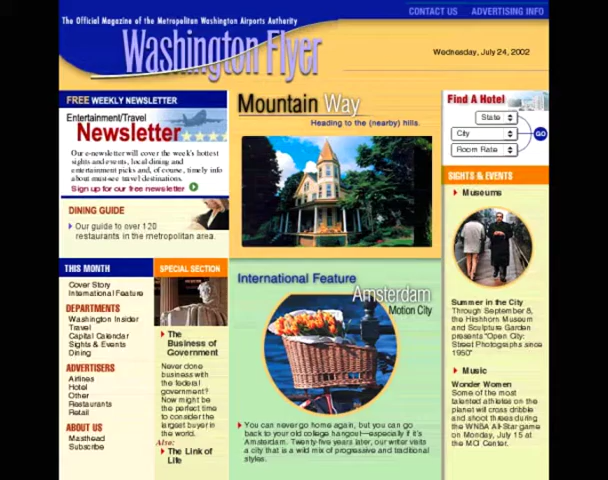 CONTACT US    ADVERTISING INFO
The Official Magazine of the Metropolitan Washington Airports Authority
Washington Flyer
Wednesday, July 24, 2002
FREE WEEKLY NEWSLETTER
Entertainment/Travel
Newsletter
Our e-newsletter will cover the week's hottest
sights and events, local dining and
entertainment picks and, of course, timely info
about must-see travel destinations.
Sign up for our free newsletter
DINING GUIDE
Our guide to over 120
restaurants in the metropolitan area.
Mountain Way
Heading to the (nearby) hills.
Find A Hotel
State
City
GO
Room Rate
SIGHTS & EVENTS
Museums
Summer in the City
Through September 8,
the Hirshhorn Museum
and Sculpture Garden
presents "Open City:
Street Photographs since
1950"
Music
Wonder Women
Some of the most
talented athletes on the
planet will cross dribble
and shoot threes during
the WNBA All-Star game
on Monday, July 15 at
the MCI Center.
THIS MONTH
Cover Story
International Feature
DEPARTMENTS
Washington Insider
Travel
Capital Calendar
Sights & Events
Dining
ADVERTISERS
Airlines
Hotel
Other
Restaurants
Retail
ABOUT US
Masthead
Subscribe
SPECIAL SECTION
The
Business of
Government
Never done
business with
the federal
government?
Now might be
the perfect time
to consider the
largest buyer in
the world.
Also:
The Link of
Life
International Feature
Amsterdam
Motion City
You can never go home again, but you can go
back to your old college hangout—especially if it's
Amsterdam. Twenty-five years later, our writer visits
a city that is a wild mix of progressive and traditional
styles.